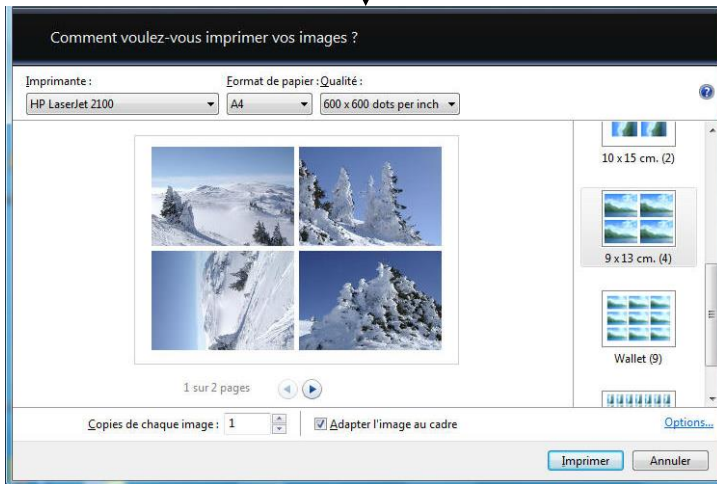 Comment voulez-vous imprimer vos images ?
Imprimante : Format de papier : Qualité :
HP LaserJet 2100 A4 600 x 600 dots per inch
10 x 15 cm. (2)
9 x 13 cm. (4)
Wallet (9)
1 sur 2 pages
Copies de chaque image : 1 Adapter l'image au cadre Options...
Imprimer Annuler